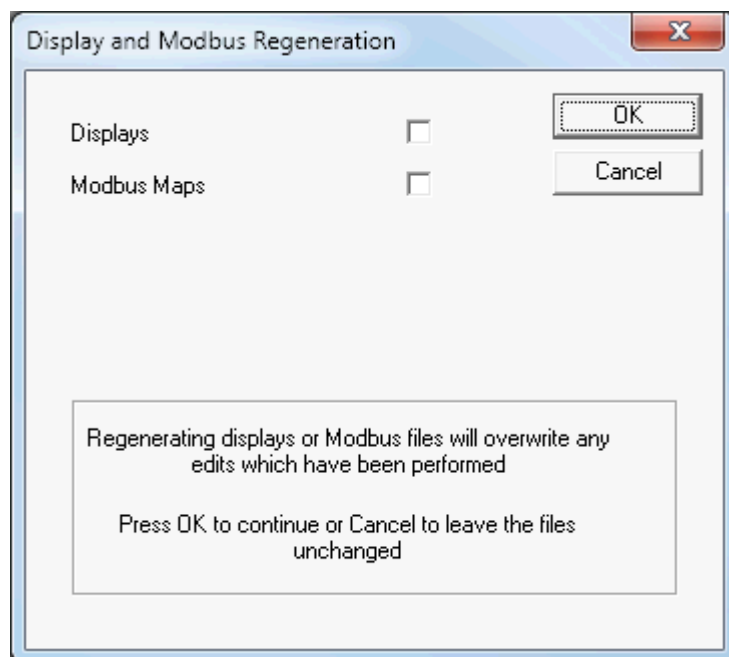 Display and Modbus Regeneration
Displays
OK
Modbus Maps
Cancel
Regenerating displays or Modbus files will overwrite any
edits which have been performed
Press OK to continue or Cancel to leave the files
unchanged